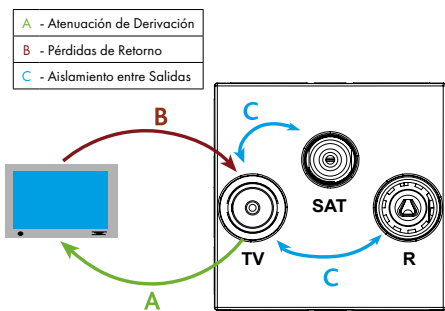 A - Atenuación de Derivación
B - Pérdidas de Retorno
C - Aislamiento entre Salidas
B
C
SAT
TV
R
C
A